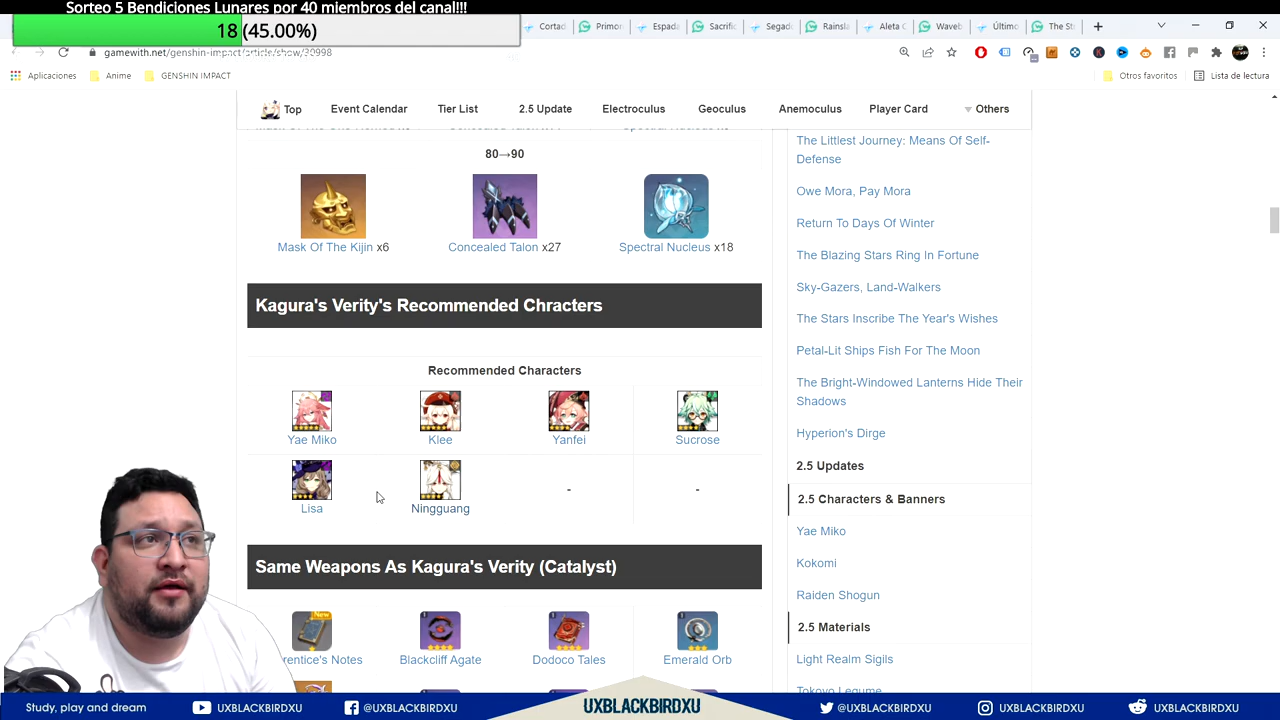 Sorteo 5 Bendiciones Lunares por 40 miembros del canal!!!
18 (45.00%)
Cortad
Primor
Espada
Sacrific
Segado
Rainsla
Aleta C
Waveb
The Str
gamewith.net/genshin-impact/article/show/30998
Aplicaciones
Anime
GENSHIN IMPACT
Otros favoritos
Lista de lectura
Top
Event Calendar
Tier List
2.5 Update
Electroculus
Geoculus
Anemoculus
Player Card
Others
80→90
Mask Of The Kijin x6
Concealed Talon x27
Spectral Nucleus x18
Kagura's Verity's Recommended Chracters
Recommended Characters
Yae Miko
Klee
Yanfei
Sucrose
Lisa
Ningguang
-
-
Same Weapons As Kagura's Verity (Catalyst)
New
rentice's Notes
Blackcliff Agate
Dodoco Tales
Emerald Orb
The Littlest Journey: Means Of Self-
Defense
Owe Mora, Pay Mora
Return To Days Of Winter
The Blazing Stars Ring In Fortune
Sky-Gazers, Land-Walkers
The Stars Inscribe The Year's Wishes
Petal-Lit Ships Fish For The Moon
The Bright-Windowed Lanterns Hide Their
Shadows
Hyperion's Dirge
2.5 Updates
2.5 Characters & Banners
Yae Miko
Kokomi
Raiden Shogun
2.5 Materials
Light Realm Sigils
Tokoyo Legume
Study, play and dream
UXBLACKBIRDXU
@UXBLACKBIRDXU
UXBLACKBIRDXU
@UXBLACKBIRDXU
UXBLACKBIRDXU
UXBLACKBIRDXU